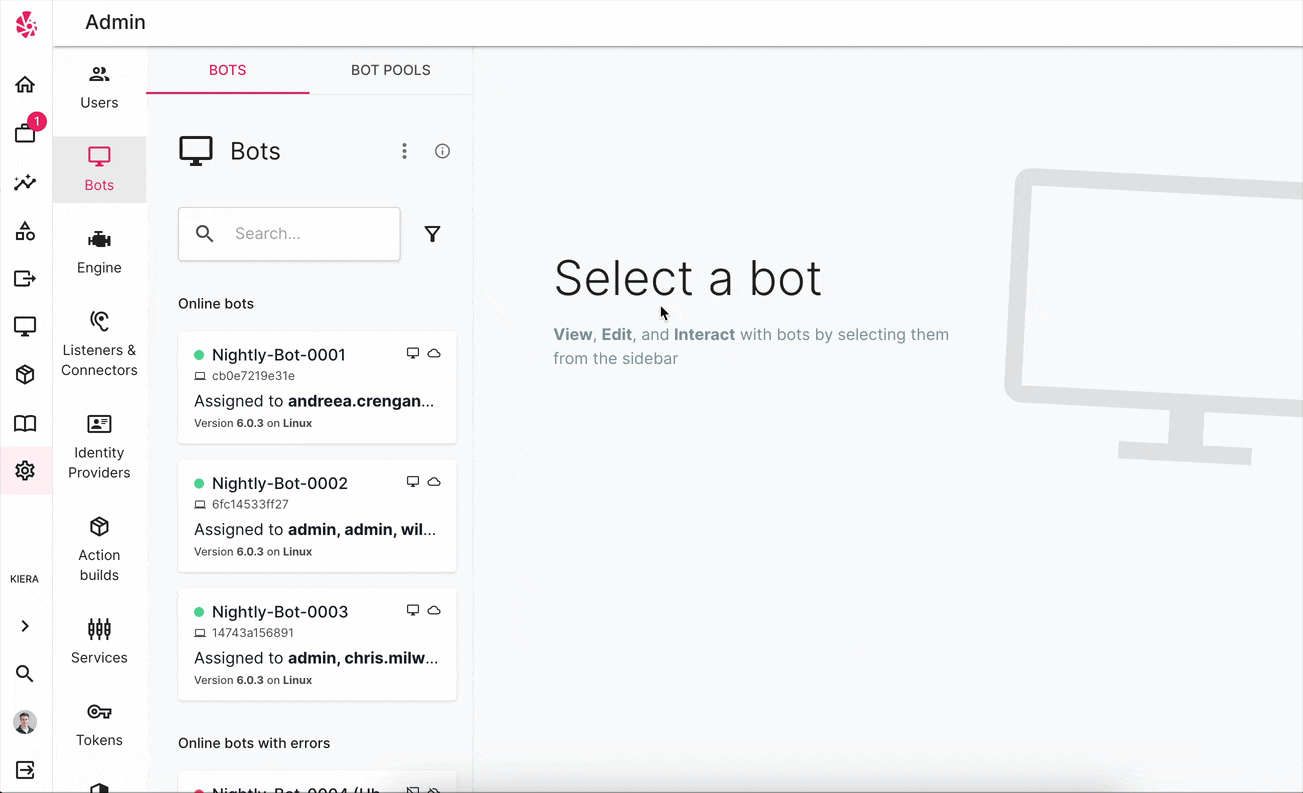 Admin
1
KIERA
Users
Bots
Engine
Listeners &
Connectors
Identity
Providers
Action
builds
Services
Tokens
BOTS
BOT POOLS
Bots
Search...
Online bots
Nightly-Bot-0001
cb0e7219e31e
Assigned to andreea.crengan...
Version 6.0.3 on Linux
Nightly-Bot-0002
6fc14533ff27
Assigned to admin, admin, wil...
Version 6.0.3 on Linux
Nightly-Bot-0003
14743a156891
Assigned to admin, chris.milw...
Version 6.0.3 on Linux
Online bots with errors
Nightly-Bot-0004 (Ub...
Select a bot
View, Edit, and Interact with bots by selecting them
from the sidebar